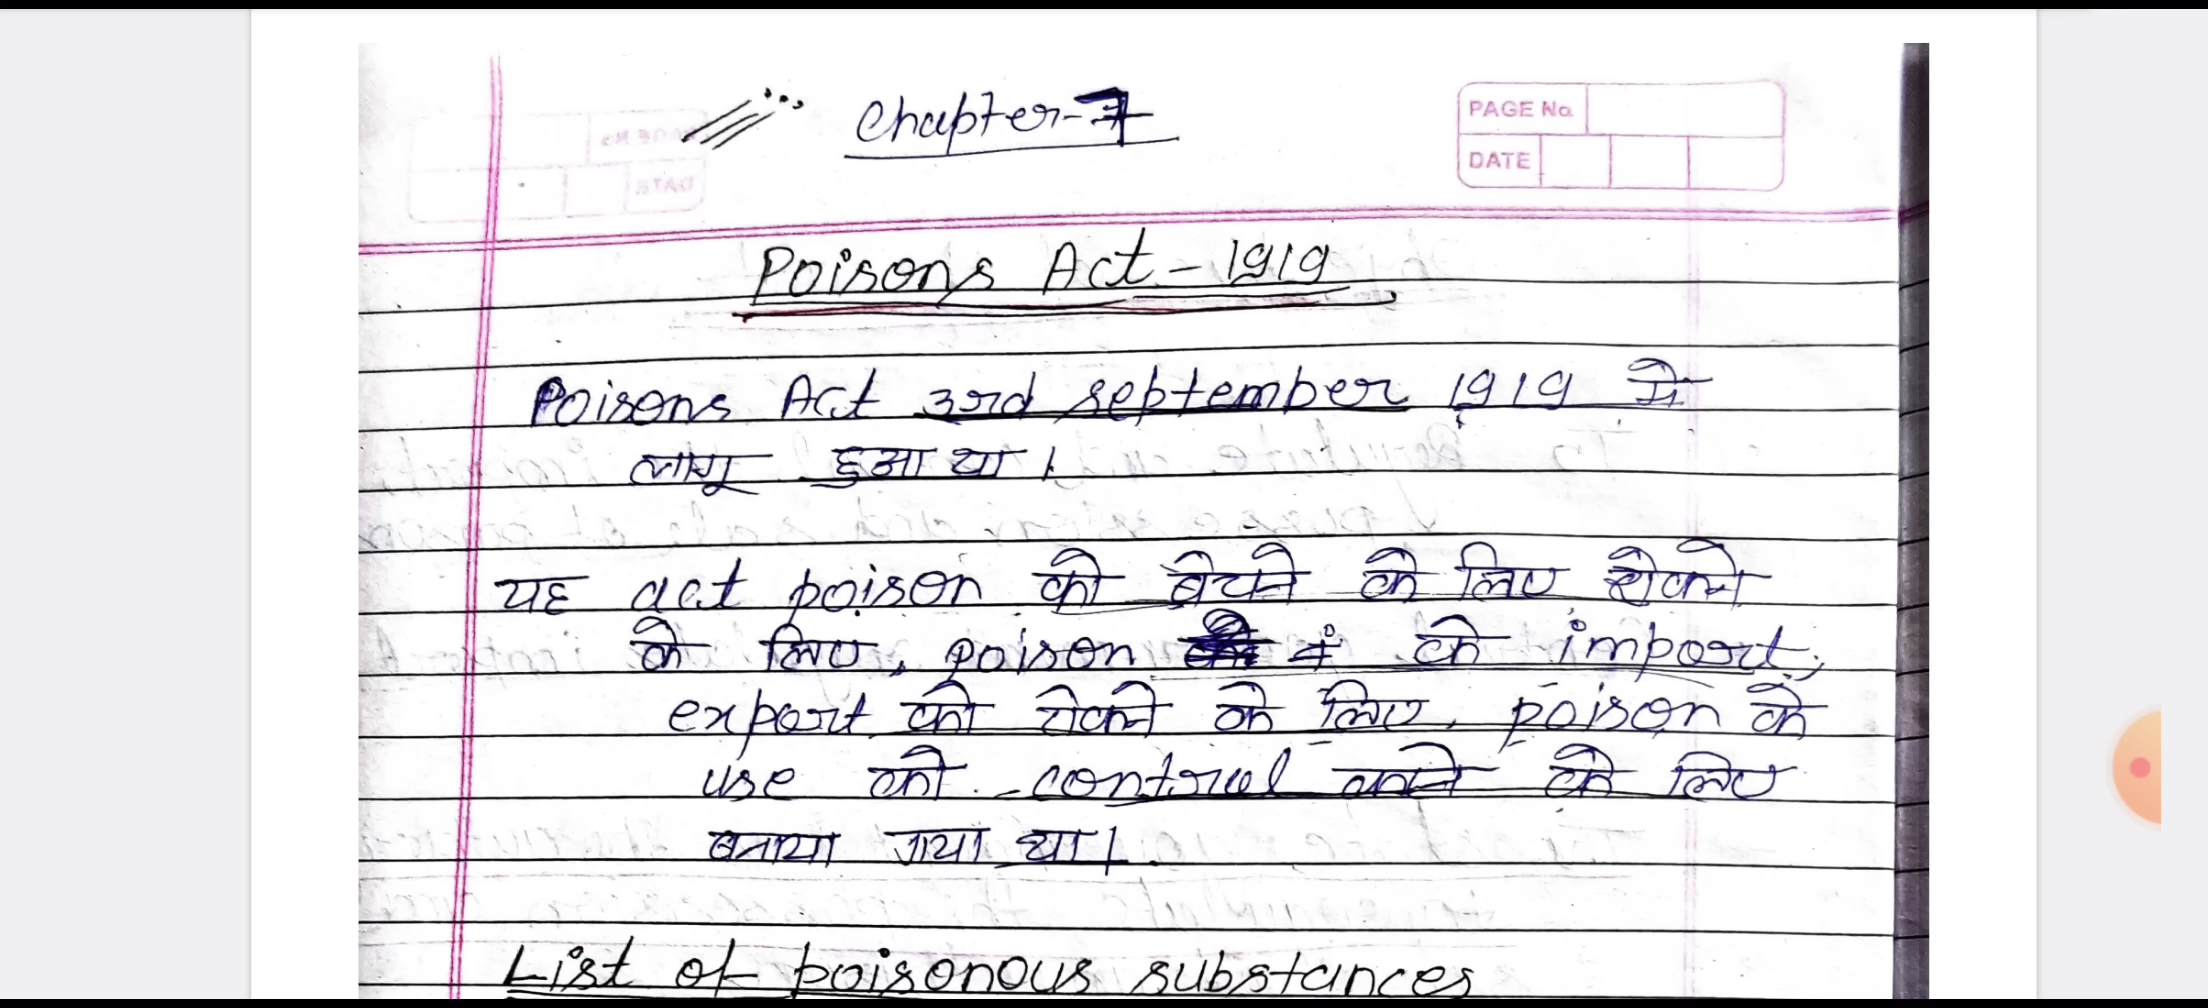 Chapter-7
PAGE No.
DATE
Poisons Act - 1919
Poisons Act 3rd september 1919 मे
लागू हुआ था।
यह act poison को बेचने के लिए रोकने
के लिए, poison के import,
export को रोकने के लिए, poison के
use को control करने के लिए
बनाया गया था।
List of poisonous substances